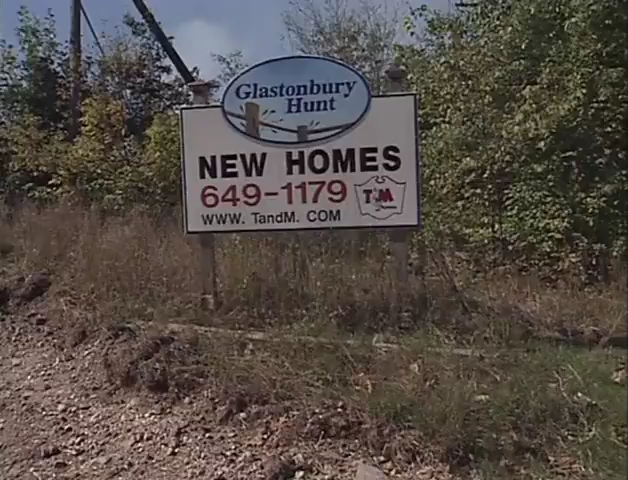 Glastonbury
Hunt
NEW HOMES
649-1179
T&M
WWW. TandM. COM